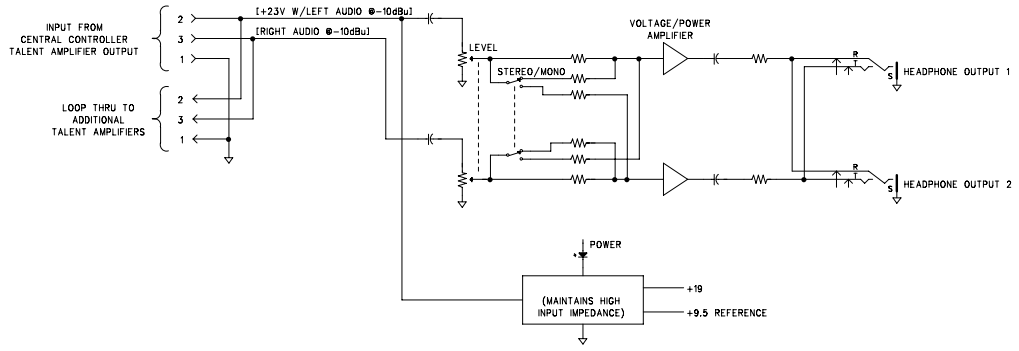 INPUT FROM
CENTRAL CONTROLLER
TALENT AMPLIFIER OUTPUT
2
3
1
[+23V W/LEFT AUDIO @-10dBu]
[RIGHT AUDIO @-10dBu]
LOOP THRU TO
ADDITIONAL
TALENT AMPLIFIERS
2
3
1
LEVEL
STEREO/MONO
VOLTAGE/POWER
AMPLIFIER
R
T
S
HEADPHONE OUTPUT 1
R
T
S
HEADPHONE OUTPUT 2
POWER
(MAINTAINS HIGH
INPUT IMPEDANCE)
+19
+9.5 REFERENCE